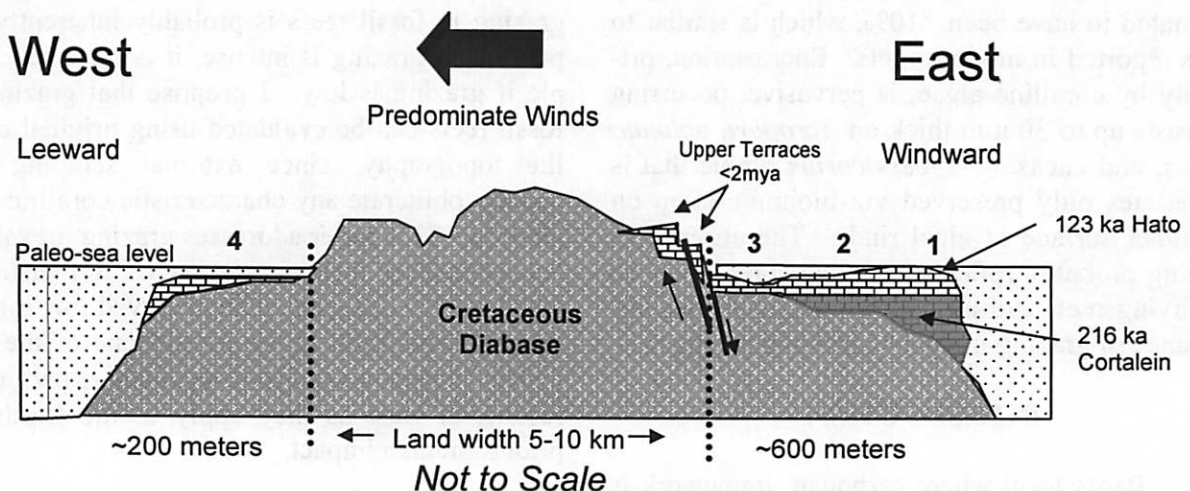 West
East
Predominate Winds
Leeward
Upper Terraces
<2mya
Windward
4
3
2
1
123 ka Hato
Paleo-sea level
Cretaceous
Diabase
216 ka
Cortalein
~200 meters
Land width 5-10 km
~600 meters
Not to Scale